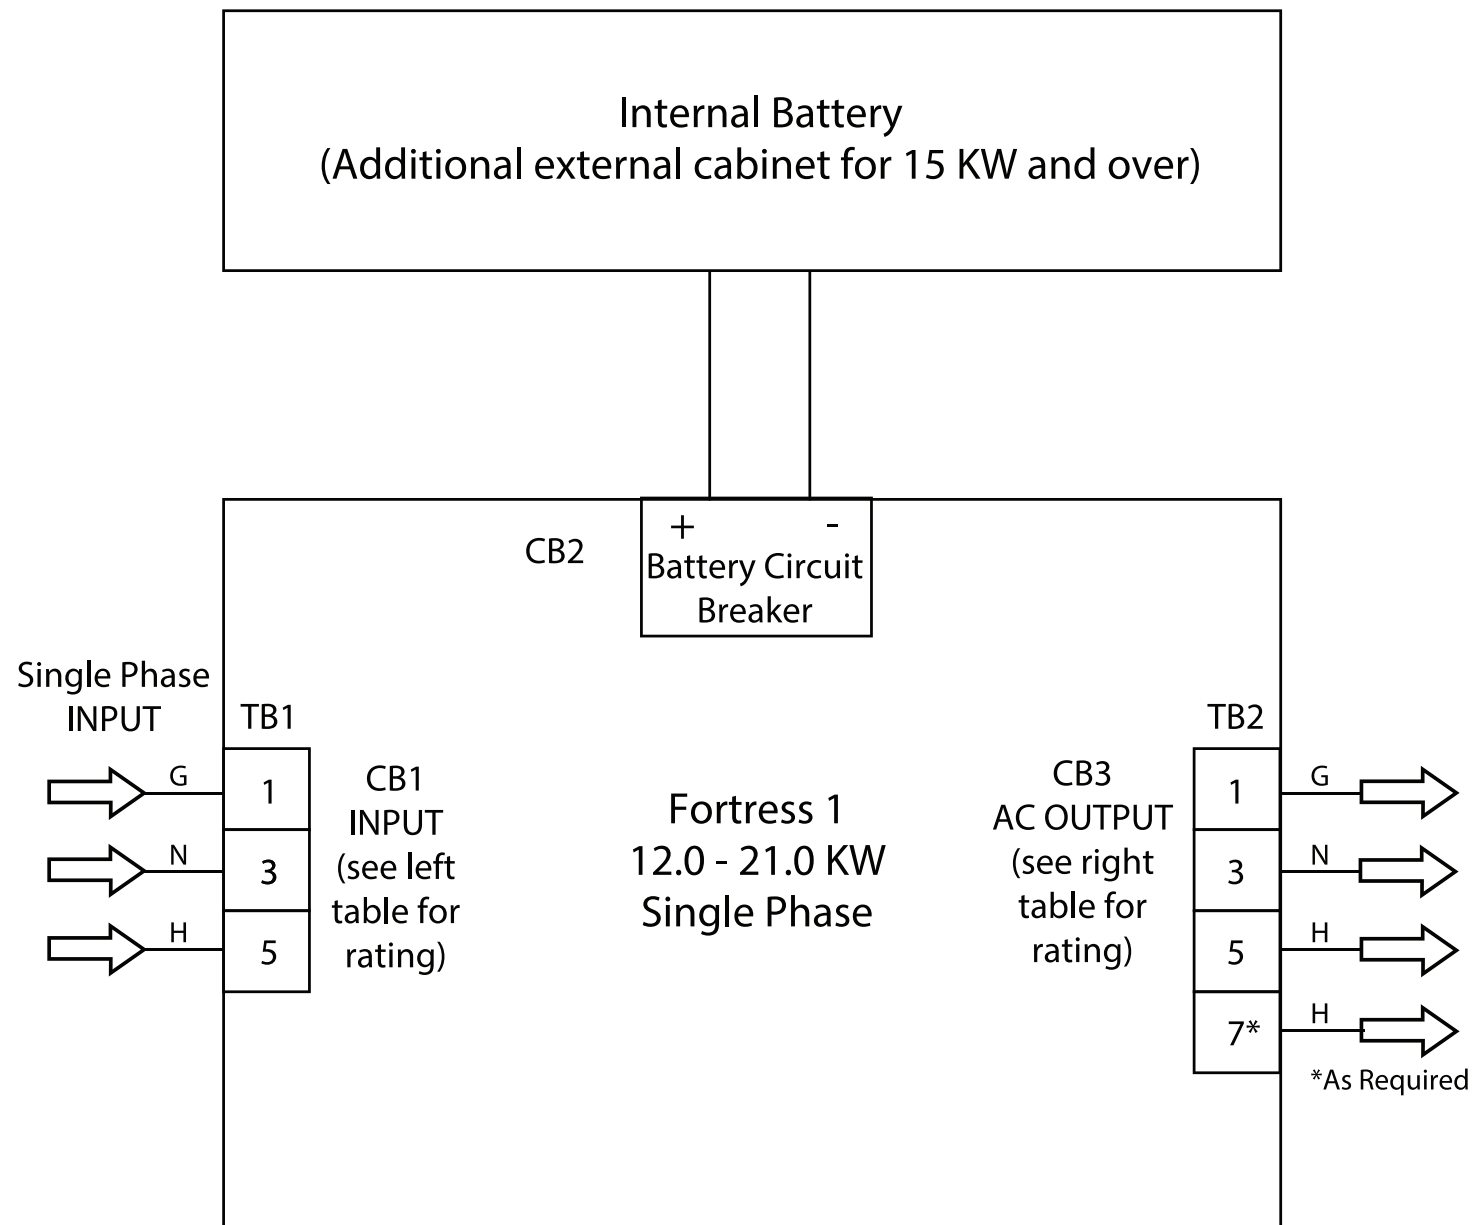 Internal Battery
(Additional external cabinet for 15 KW and over)
+ -
CB2
Battery Circuit
Breaker
Single Phase
INPUT
TB1
G
1
N
3
H
5
CB1
INPUT
(see left
table for
rating)
Fortress 1
12.0 - 21.0 KW
Single Phase
CB3
AC OUTPUT
(see right
table for
rating)
TB2
1
G
3
N
5
H
7*
H
*As Required